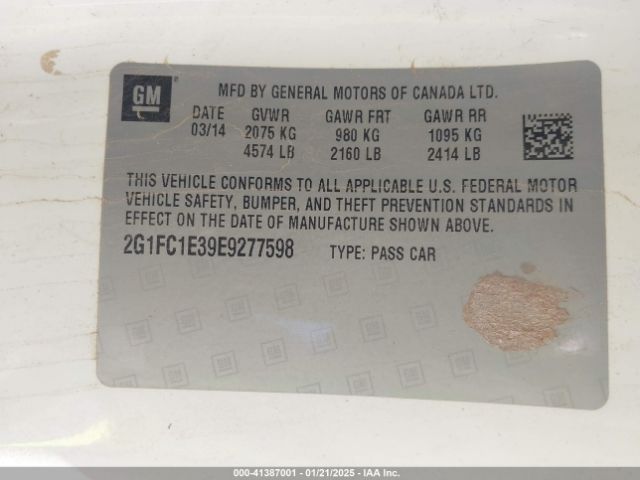 GM
MFD BY GENERAL MOTORS OF CANADA LTD.
DATE GVWR GAWR FRT GAWR RR
03/14 2075 KG 980 KG 1095 KG
4574 LB 2160 LB 2414 LB
THIS VEHICLE CONFORMS TO ALL APPLICABLE U.S. FEDERAL MOTOR
VEHICLE SAFETY, BUMPER, AND THEFT PREVENTION STANDARDS IN
EFFECT ON THE DATE OF MANUFACTURE SHOWN ABOVE.
2G1FC1E39E9277598 TYPE: PASS CAR
000-41387001 - 01/21/2025 - IAA Inc.